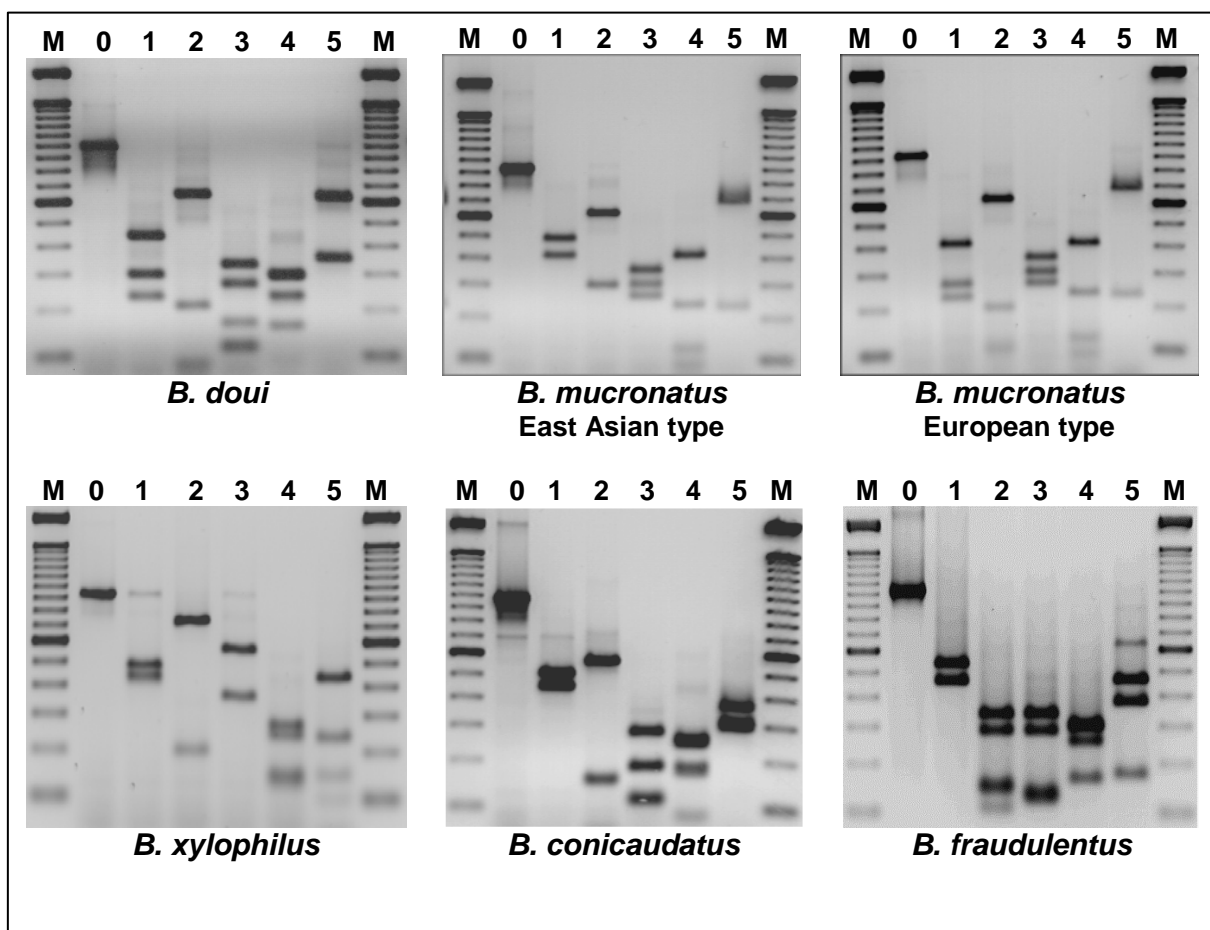 M 0 1 2 3 4 5 M
M 0 1 2 3 4 5 M
M 0 1 2 3 4 5 M
B. doui
B. mucronatus
East Asian type
B. mucronatus
European type
M 0 1 2 3 4 5 M
M 0 1 2 3 4 5 M
M 0 1 2 3 4 5 M
B. xylophilus
B. conicaudatus
B. fraudulentus